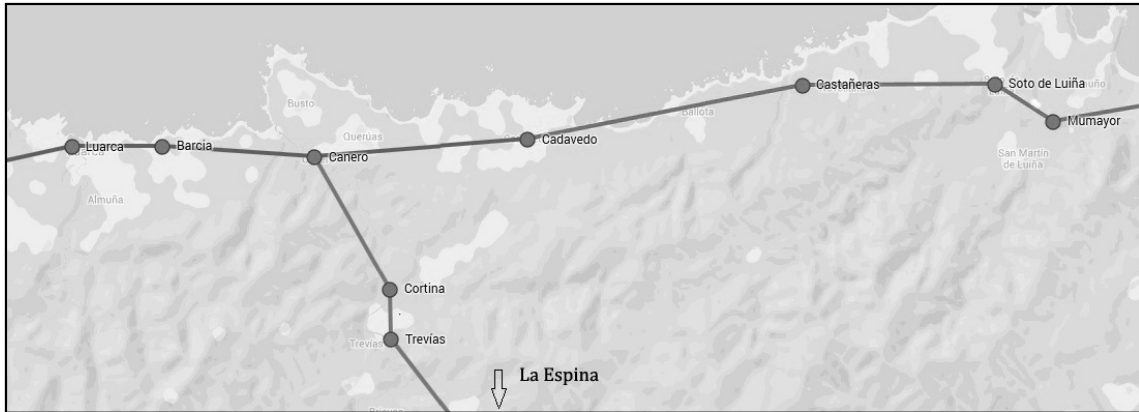 Castañeras
Soto de Luiña
Busto
Ballota
Mumayor
Querúas
Cadavedo
Luarca
Barcia
Canero
San Martín
de Luiña
Almuña
Cortina
Trevías
Trevías
La Espina